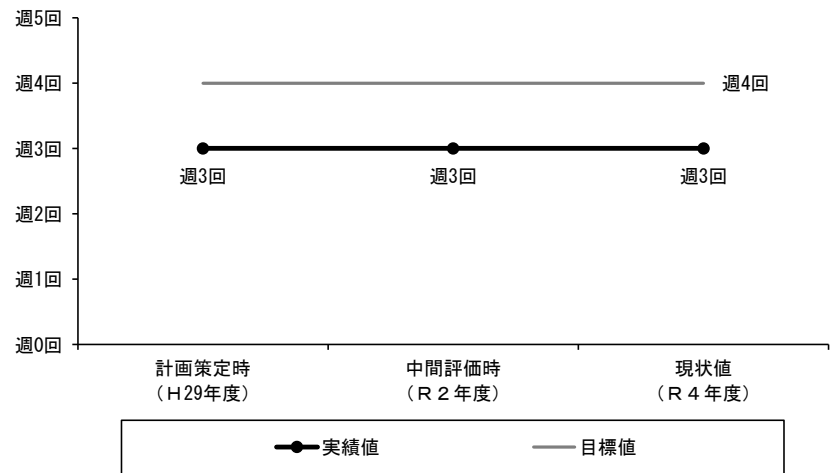 週5回
週4回
週4回
週3回
週3回
週3回
週3回
週2回
週1回
週0回
計画策定時
（H29年度）
中間評価時
（R２年度）
現状値
（R４年度）
実績値
目標値